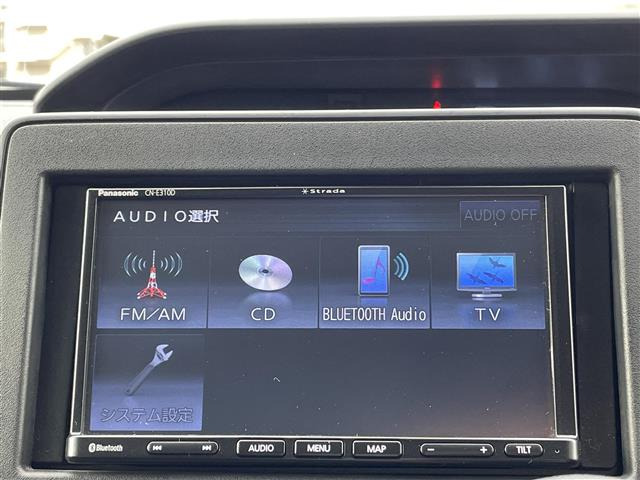 Panasonic CN-E310D Strada
AUDIO選択 AUDIO OFF
FM/AM CD BLUETOOTH Audio TV
システム設定
Bluetooth AUDIO MENU MAP − + TILT